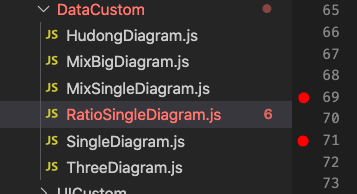 DataCustom
65
66
JS HudongDiagram.js
67
JS MixBigDiagram.js
68
JS MixSingleDiagram.js
69
JS RatioSingleDiagram.js 6
70
JS SingleDiagram.js
71
JS ThreeDiagram.js
72
UICustom
73